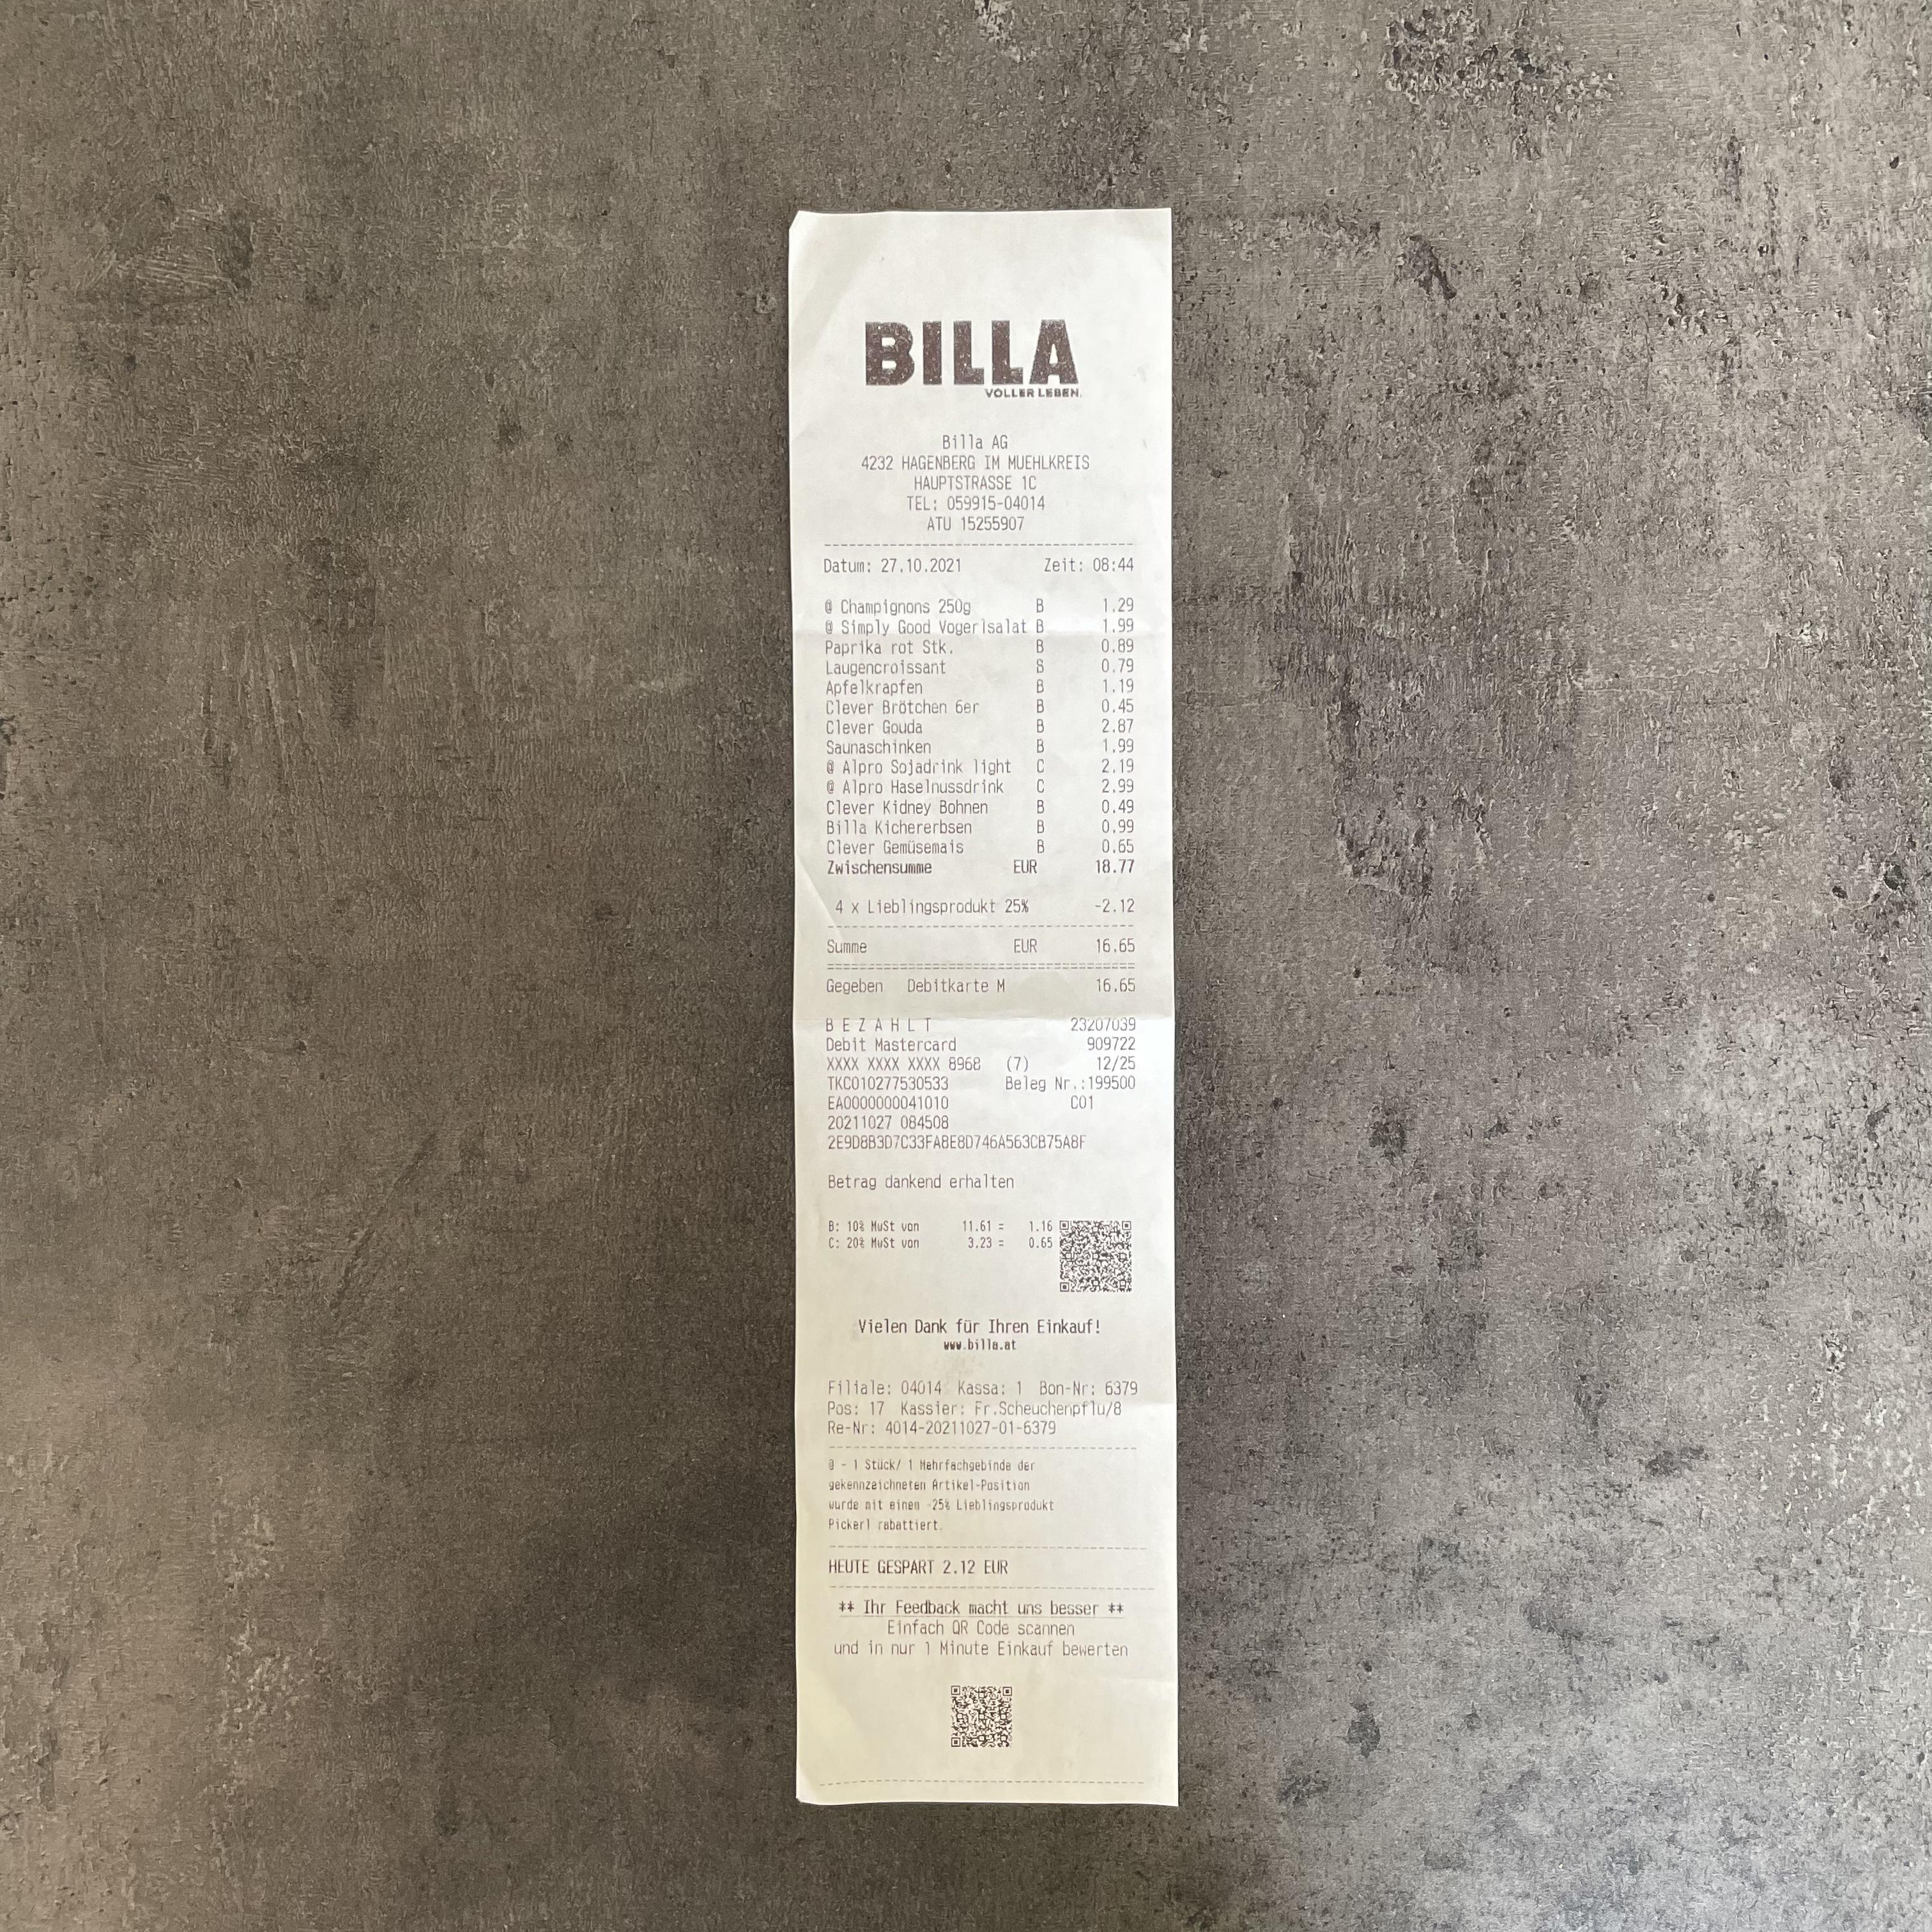 BILLA
VOLLER LEBEN.
Billa AG
4232 HAGENBERG IM MUEHLKREIS
HAUPTSTRASSE 1C
TEL: 059915-04014
ATU 15255907
Datum: 27.10.2021 Zeit: 08:44
@ Champignons 250g B 1.29
@ Simply Good Vogerlsalat B 1.99
Paprika rot Stk. B 0.89
Laugencroissant B 0.79
Apfelkrapfen B 1.19
Clever Brötchen 6er B 0.45
Clever Gouda B 2.87
Saunaschinken B 1.99
@ Alpro Sojadrink light C 2.19
@ Alpro Haselnussdrink C 2.99
Clever Kidney Bohnen B 0.49
Billa Kichererbsen B 0.99
Clever Gemüsemais B 0.65
Zwischensumme EUR 18.77
4 x Lieblingsprodukt 25% -2.12
Summe EUR 16.65
Gegeben Debitkarte M 16.65
B E Z A H L T 23207039
Debit Mastercard 909722
XXXX XXXX XXXX 8968 (7) 12/25
TKC010277530533 Beleg Nr.:199500
EA0000000041010 C01
20211027 084508
2E9D8B3D7C33FABE8D746A563CB75A8F
Betrag dankend erhalten
B: 10% MwSt von 11.61 = 1.16
C: 20% MwSt von 3.23 = 0.65
Vielen Dank für Ihren Einkauf!
www.billa.at
Filiale: 04014 Kassa: 1 Bon-Nr: 6379
Pos: 17 Kassier: Fr.Scheuchenpflu/8
Re-Nr: 4014-20211027-01-6379
@ - 1 Stück/ 1 Mehrfachgebinde der
gekennzeichneten Artikel-Position
wurde mit einem -25% Lieblingsprodukt
Pickerl rabattiert.
HEUTE GESPART 2.12 EUR
** Ihr Feedback macht uns besser **
Einfach QR Code scannen
und in nur 1 Minute Einkauf bewerten